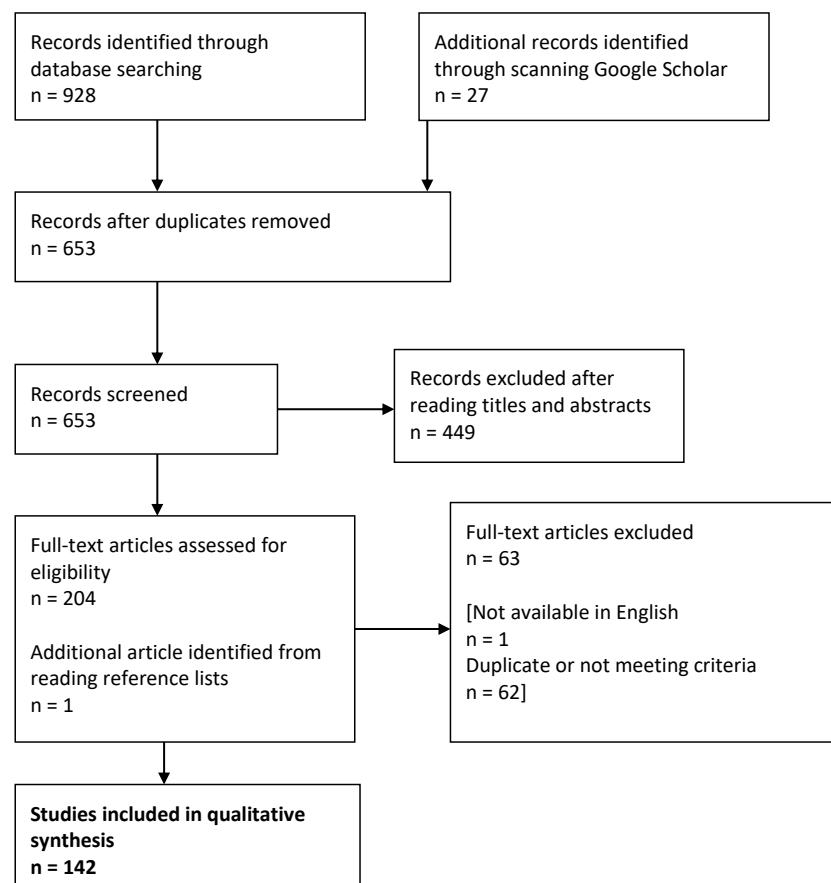 Records identified through
database searching
n = 928
Additional records identified
through scanning Google Scholar
n = 27
Records after duplicates removed
n = 653
Records screened
n = 653
Records excluded after
reading titles and abstracts
n = 449
Full-text articles assessed for
eligibility
n = 204
Additional article identified from
reading reference lists
n = 1
Full-text articles excluded
n = 63
[Not available in English
n = 1
Duplicate or not meeting criteria
n = 62]
Studies included in qualitative
synthesis
n = 142